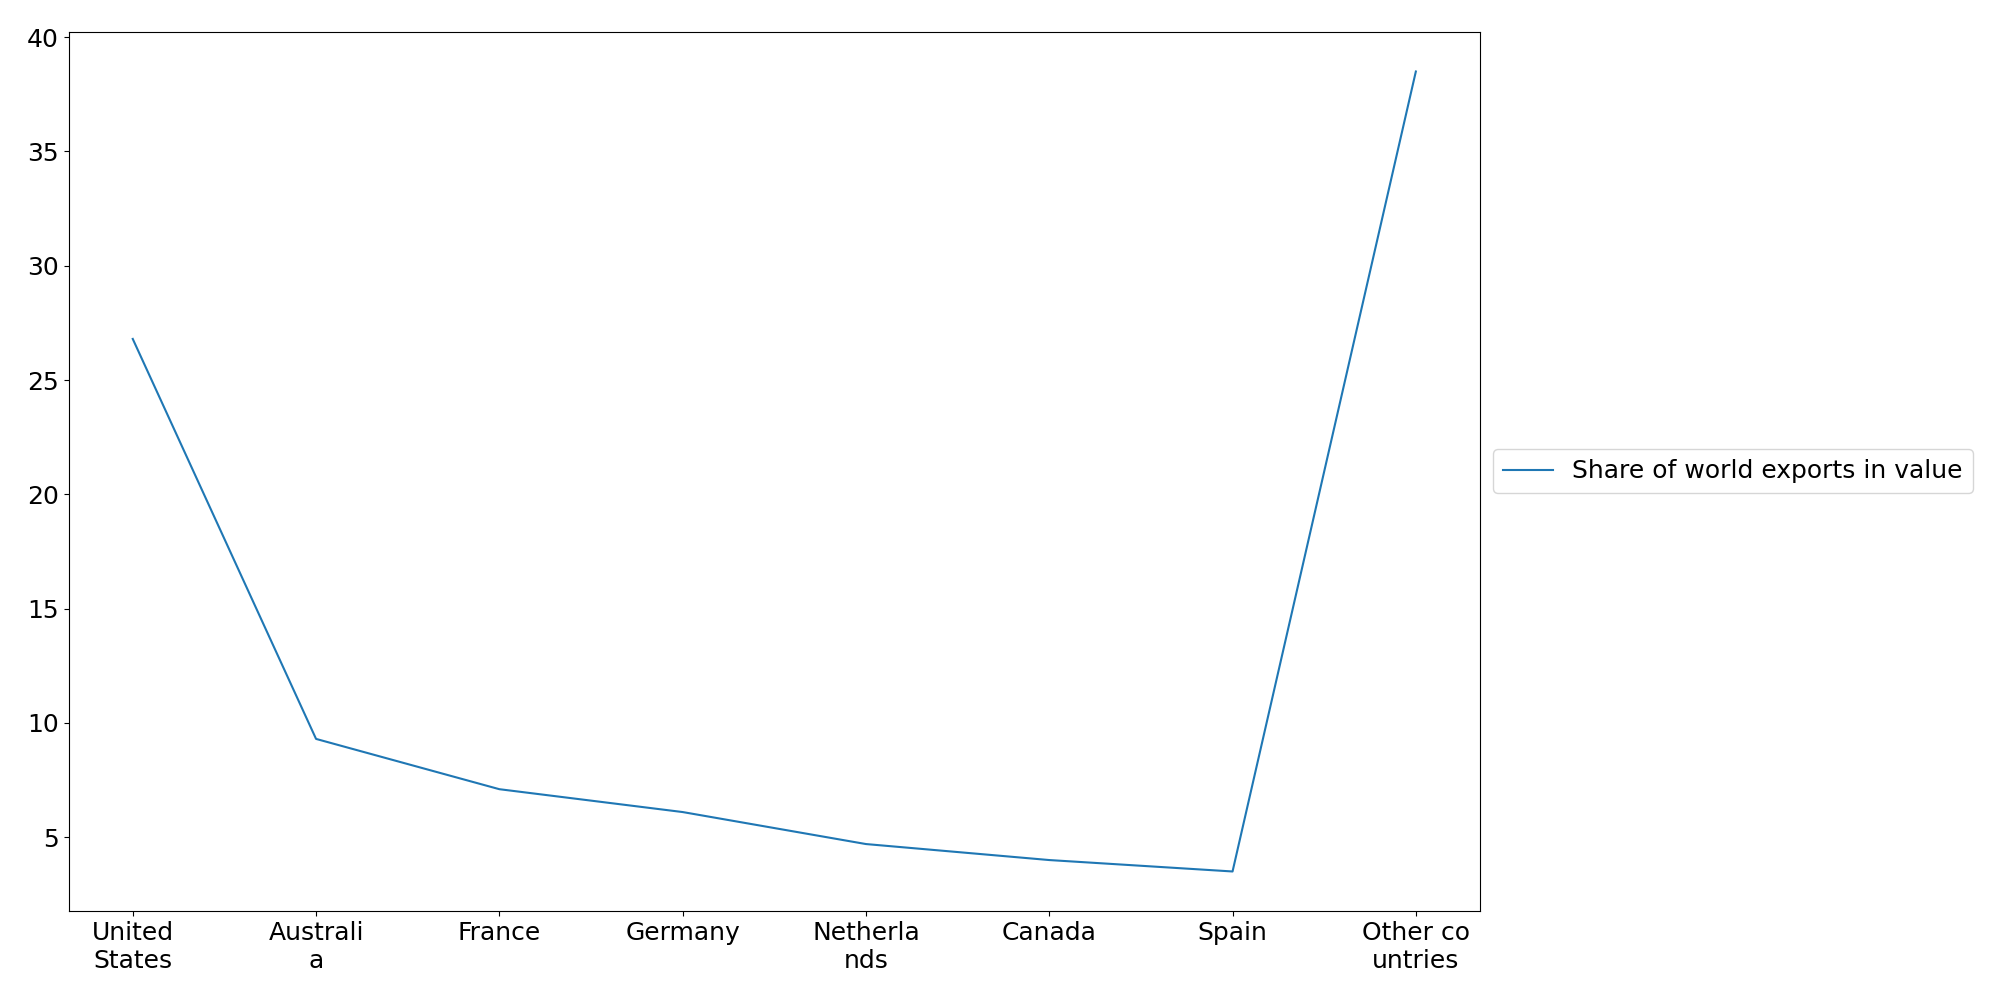 40
35
30
25
20
15
10
5
United
States
Australi
a
France
Germany
Netherla
nds
Canada
Spain
Other co
untries
Share of world exports in value